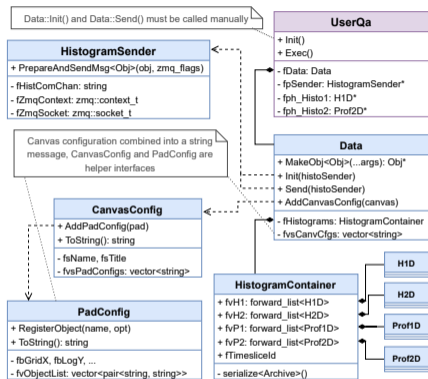 Data::Init() and Data::Send() must be called manually
UserQa
+ Init()
+ Exec()
- fData: Data
- fpSender: HistogramSender*
- fph_Histo1: H1D*
- fph_Histo2: Prof2D*
HistogramSender
+ PrepareAndSendMsg<Obj>(obj, zmq_flags)
- fHistComChan: string
- fZmqContext: zmq::context_t
- fZmqSocket: zmq::socket_t
Canvas configuration combined into a string
message, CanvasConfig and PadConfig are
helper interfaces
Data
+ MakeObj<Obj>(...args): Obj*
+ Init(histoSender)
+ Send(histoSender)
+ AddCanvasConfig(canvas)
- fHistograms: HistogramContainer
- fvsCanvCfgs: vector<string>
CanvasConfig
+ AddPadConfig(pad)
+ ToString(): string
- fsName, fsTitle
- fvsPadConfigs: vector<string>
HistogramContainer
+ fvH1: forward_list<H1D>
+ fvH2: forward_list<H2D>
+ fvP1: forward_list<Prof1D>
+ fvP2: forward_list<Prof2D>
+ fTimesliceId
- serialize<Archive>()
H1D
H2D
Prof1D
Prof2D
PadConfig
+ RegisterObject(name, opt)
+ ToString(): string
- fbGridX, fbLogY, ...
- fvObjectList: vector<pair<string, string>>